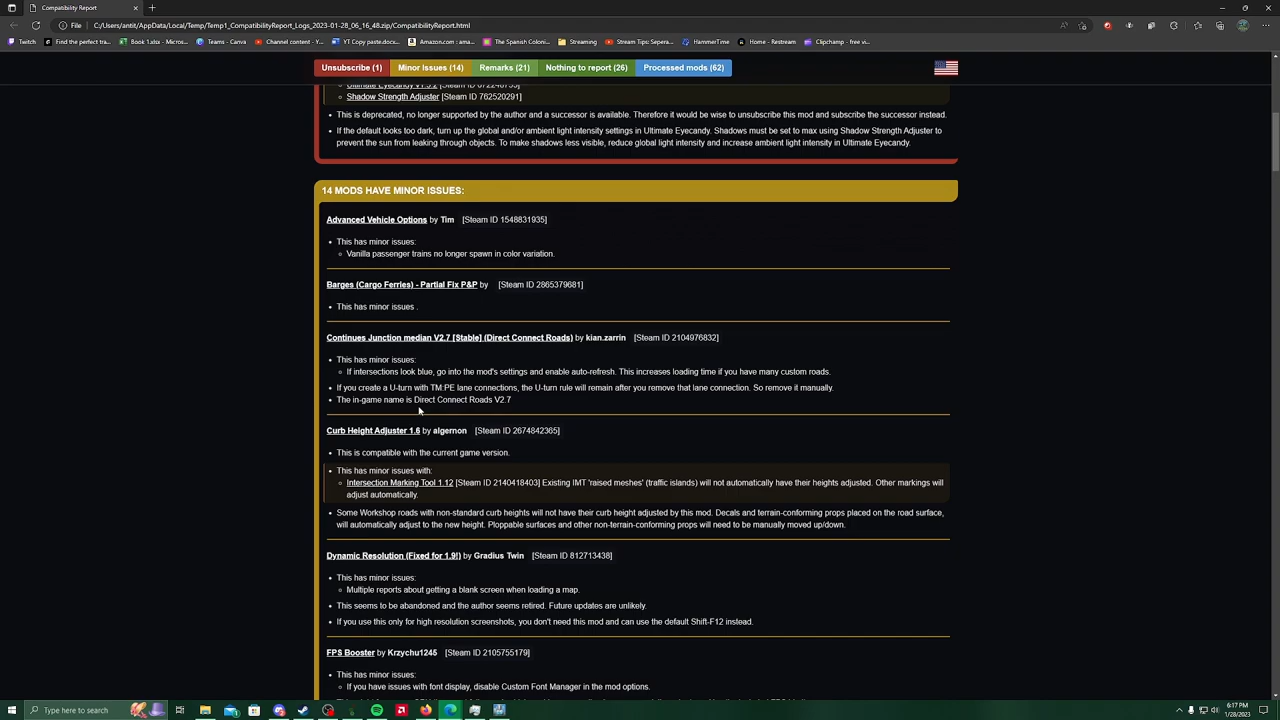 Compatibility Report
File C:/Users/antit/AppData/Local/Temp/Temp1_CompatibilityReport_Logs_2023-01-28_06_16_48.zip/CompatibilityReport.html
Twitch Find the perfect tra... Book 1.xlsx - Micros... Teams - Canva Channel content - Y... YT Copy paste.docx... Amazon.com : ama... The Spanish Coloni... Streaming Stream Tips: Separa... HammerTime Home - Restream Clipchamp - free vi...
Unsubscribe (1) Minor Issues (14) Remarks (21) Nothing to report (26) Processed mods (62)
Shadow Strength Adjuster [Steam ID 762520291]
This is deprecated, no longer supported by the author and a successor is available. Therefore it would be wise to unsubscribe this mod and subscribe the successor instead.
If the default looks too dark, turn up the global and/or ambient light intensity settings in Ultimate Eyecandy. Shadows must be set to max using Shadow Strength Adjuster to
prevent the sun from leaking through objects. To make shadows less visible, reduce global light intensity and increase ambient light intensity in Ultimate Eyecandy.
14 MODS HAVE MINOR ISSUES:
Advanced Vehicle Options by Tim [Steam ID 1548831935]
This has minor issues:
Vanilla passenger trains no longer spawn in color variation.
Barges (Cargo Ferries) - Partial Fix P&P by [Steam ID 2865379681]
This has minor issues .
Continues Junction median V2.7 [Stable] (Direct Connect Roads) by kian.zarrin [Steam ID 2104976832]
This has minor issues:
If intersections look blue, go into the mod's settings and enable auto-refresh. This increases loading time if you have many custom roads.
If you create a U-turn with TM:PE lane connections, the U-turn rule will remain after you remove that lane connection. So remove it manually.
The in-game name is Direct Connect Roads V2.7
Curb Height Adjuster 1.6 by algernon [Steam ID 2674842365]
This is compatible with the current game version.
This has minor issues with:
Intersection Marking Tool 1.12 [Steam ID 2140418403] Existing IMT 'raised meshes' (traffic islands) will not automatically have their heights adjusted. Other markings will
adjust automatically.
Some Workshop roads with non-standard curb heights will not have their curb height adjusted by this mod. Decals and terrain-conforming props placed on the road surface,
will automatically adjust to the new height. Ploppable surfaces and other non-terrain-conforming props will need to be manually moved up/down.
Dynamic Resolution (Fixed for 1.9!) by Gradius Twin [Steam ID 812713438]
This has minor issues:
Multiple reports about getting a blank screen when loading a map.
This seems to be abandoned and the author seems retired. Future updates are unlikely.
If you use this only for high resolution screenshots, you don't need this mod and can use the default Shift-F12 instead.
FPS Booster by Krzychu1245 [Steam ID 2105755179]
This has minor issues:
If you have issues with font display, disable Custom Font Manager in the mod options.
Type here to search
6:17 PM
1/28/2023